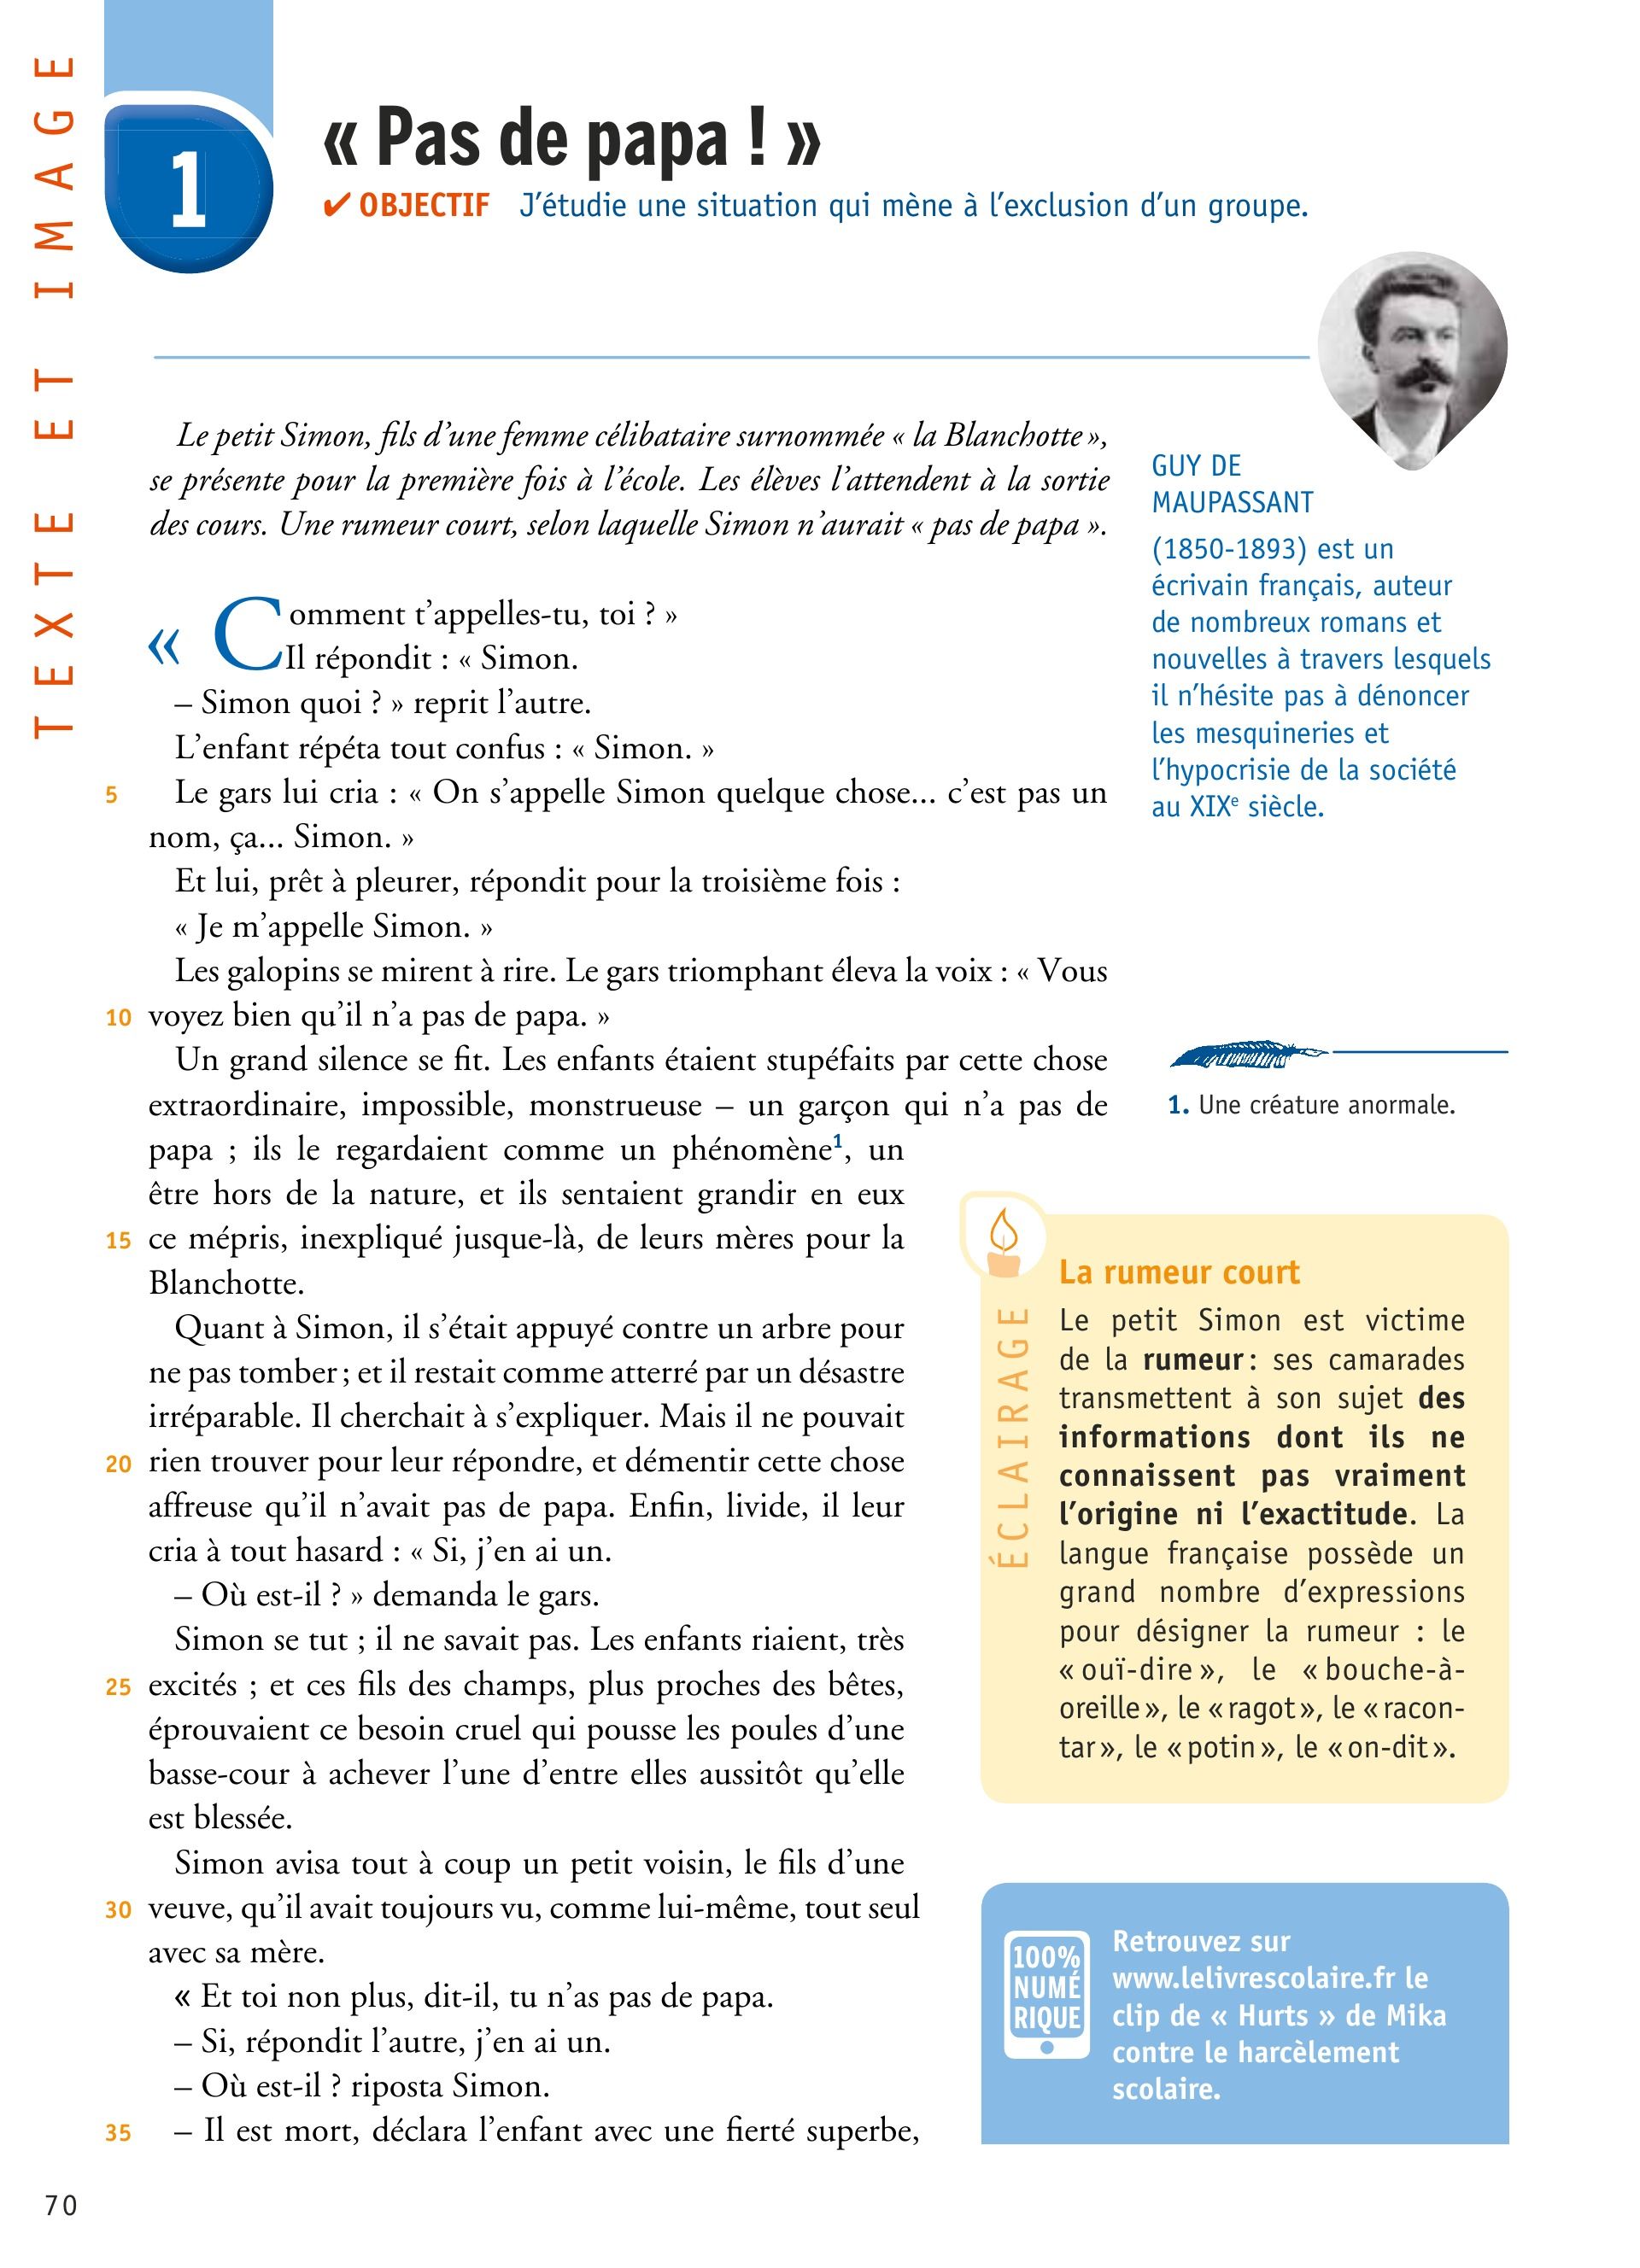 TEXTE ET IMAGE
1
« Pas de papa ! »
✔ OBJECTIF J’étudie une situation qui mène à l’exclusion d’un groupe.
Le petit Simon, fils d’une femme célibataire surnommée « la Blanchotte »,
se présente pour la première fois à l’école. Les élèves l’attendent à la sortie
des cours. Une rumeur court, selon laquelle Simon n’aurait « pas de papa ».
« Comment t’appelles-tu, toi ? »
Il répondit : « Simon.
– Simon quoi ? » reprit l’autre.
L’enfant répéta tout confus : « Simon. »
5 Le gars lui cria : « On s’appelle Simon quelque chose... c’est pas un
nom, ça... Simon. »
Et lui, prêt à pleurer, répondit pour la troisième fois :
« Je m’appelle Simon. »
Les galopins se mirent à rire. Le gars triomphant éleva la voix : « Vous
10 voyez bien qu’il n’a pas de papa. »
Un grand silence se fit. Les enfants étaient stupéfaits par cette chose
extraordinaire, impossible, monstrueuse – un garçon qui n’a pas de
papa ; ils le regardaient comme un phénomène1, un
être hors de la nature, et ils sentaient grandir en eux
15 ce mépris, inexpliqué jusque-là, de leurs mères pour la
Blanchotte.
Quant à Simon, il s’était appuyé contre un arbre pour
ne pas tomber ; et il restait comme atterré par un désastre
irréparable. Il cherchait à s’expliquer. Mais il ne pouvait
20 rien trouver pour leur répondre, et démentir cette chose
affreuse qu’il n’avait pas de papa. Enfin, livide, il leur
cria à tout hasard : « Si, j’en ai un.
– Où est-il ? » demanda le gars.
Simon se tut ; il ne savait pas. Les enfants riaient, très
25 excités ; et ces fils des champs, plus proches des bêtes,
éprouvaient ce besoin cruel qui pousse les poules d’une
basse-cour à achever l’une d’entre elles aussitôt qu’elle
est blessée.
Simon avisa tout à coup un petit voisin, le fils d’une
30 veuve, qu’il avait toujours vu, comme lui-même, tout seul
avec sa mère.
« Et toi non plus, dit-il, tu n’as pas de papa.
– Si, répondit l’autre, j’en ai un.
– Où est-il ? riposta Simon.
35 – Il est mort, déclara l’enfant avec une fierté superbe,
GUY DE
MAUPASSANT
(1850-1893) est un
écrivain français, auteur
de nombreux romans et
nouvelles à travers lesquels
il n’hésite pas à dénoncer
les mesquineries et
l’hypocrisie de la société
au XIXe siècle.
1. Une créature anormale.
ÉCLAIRAGE
La rumeur court
Le petit Simon est victime
de la rumeur : ses camarades
transmettent à son sujet des
informations dont ils ne
connaissent pas vraiment
l’origine ni l’exactitude. La
langue française possède un
grand nombre d’expressions
pour désigner la rumeur : le
« ouï-dire », le « bouche-à-
oreille », le « ragot », le « racon-
tar », le « potin », le « on-dit ».
100%
NUMÉ
RIQUE
Retrouvez sur
www.lelivrescolaire.fr le
clip de « Hurts » de Mika
contre le harcèlement
scolaire.
70